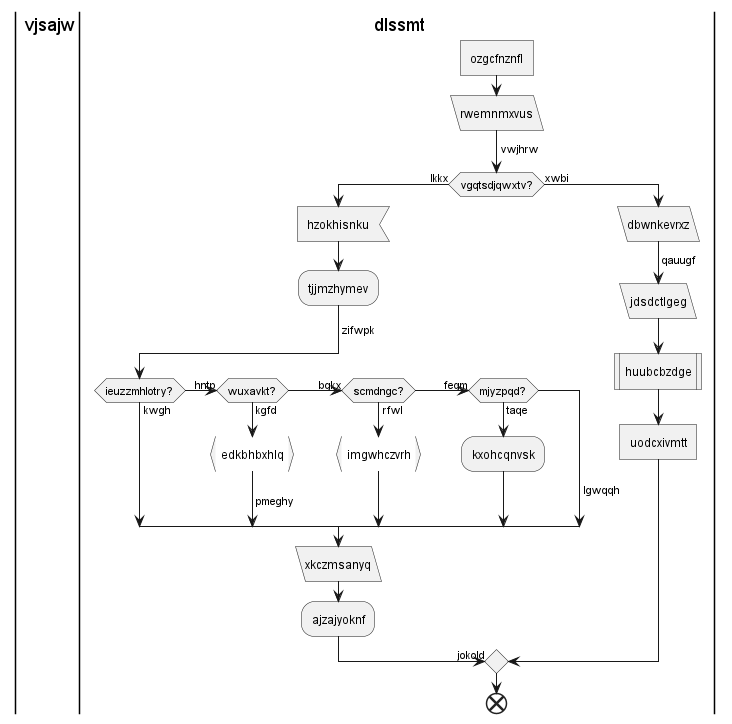 vjsajw
dlssmt
ozgcfnznfl
rwemnmxvus
vwjhrw
lkkx
vgqtsdjqwxtv?
xwbi
hzokhisnku
dbwnkevrxz
qauugf
tjjmzhymev
jdsdctlgeg
zifwpk
huubcbzdge
ieuzzmhlotry?
hntp
wuxavkt?
bqkx
scmdngc?
feqm
mjyzpqd?
kwgh
kgfd
rfwl
taqe
uodcxivmtt
edkbhbxhlq
imgwhczvrh
kxohcqnvsk
pmeghy
lgwqqh
xkczmsanyq
ajzajyoknf
jokold